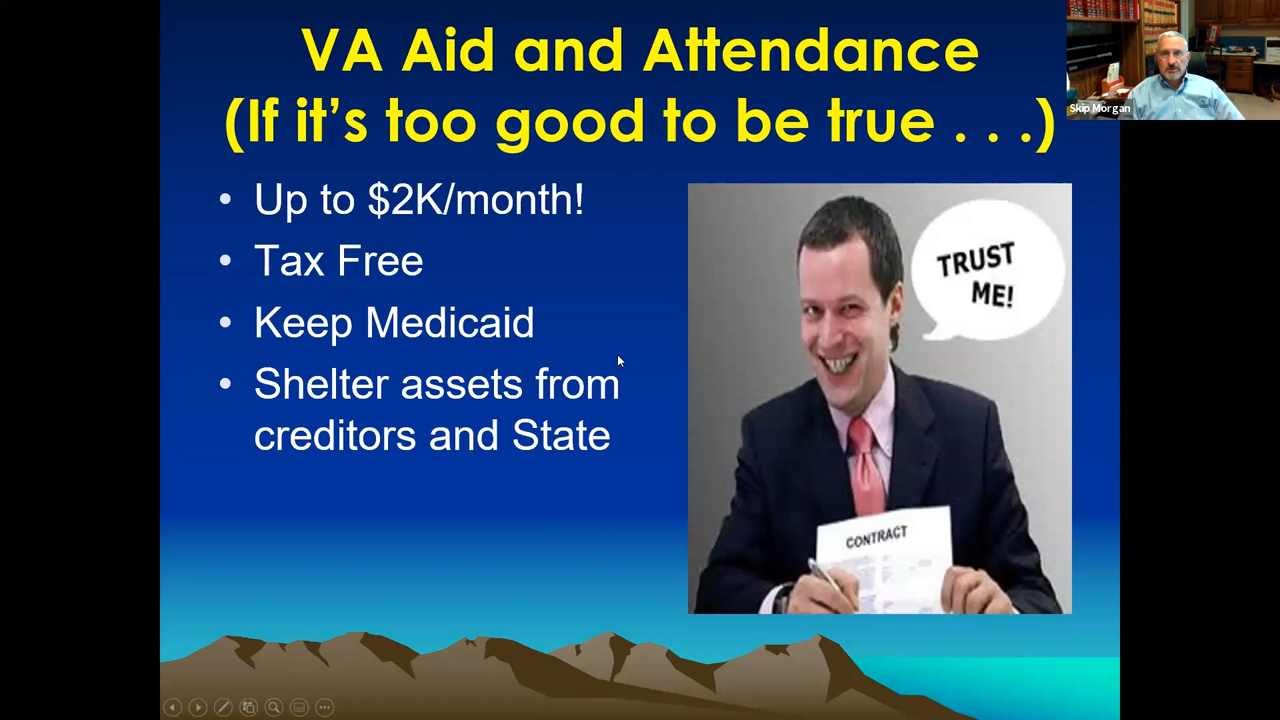 VA Aid and Attendance
(If it's too good to be true . . .)
Skip Morgan
• Up to $2K/month!
• Tax Free
• Keep Medicaid
• Shelter assets from
creditors and State
TRUST
ME!
CONTRACT